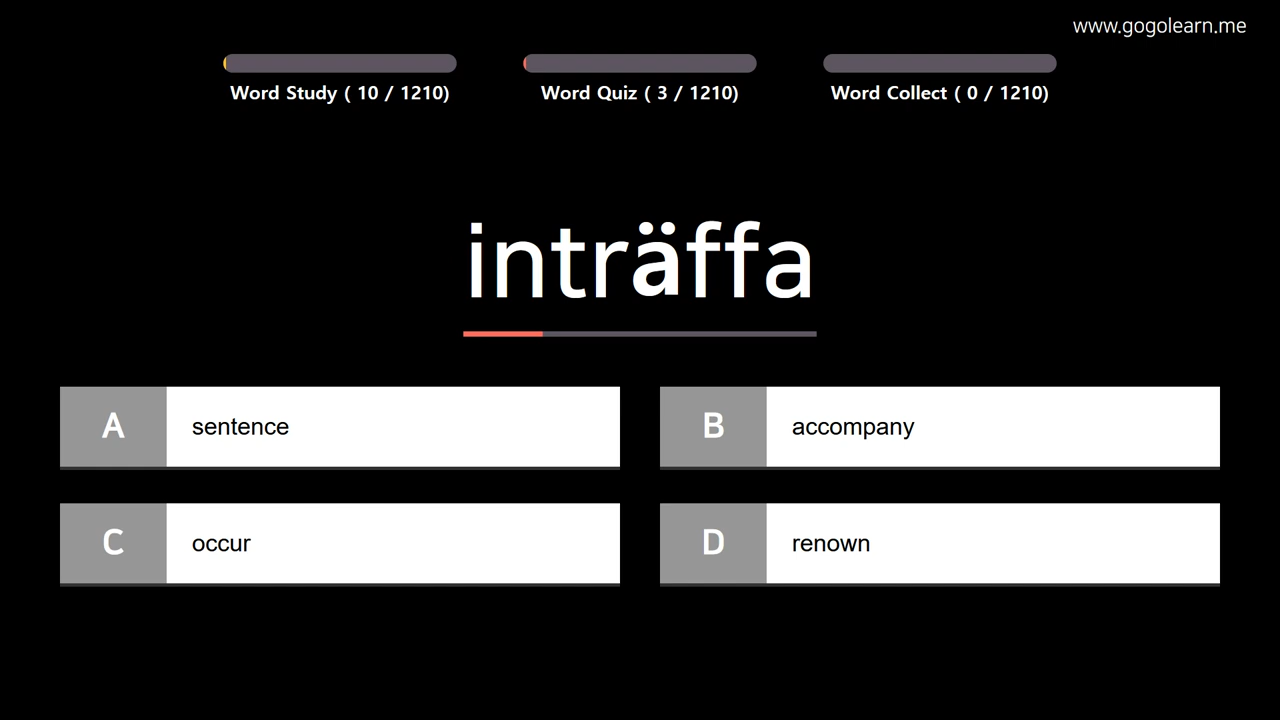 www.gogolearn.me
Word Study ( 10 / 1210)
Word Quiz ( 3 / 1210)
Word Collect ( 0 / 1210)
inträffa
A sentence
B accompany
C occur
D renown